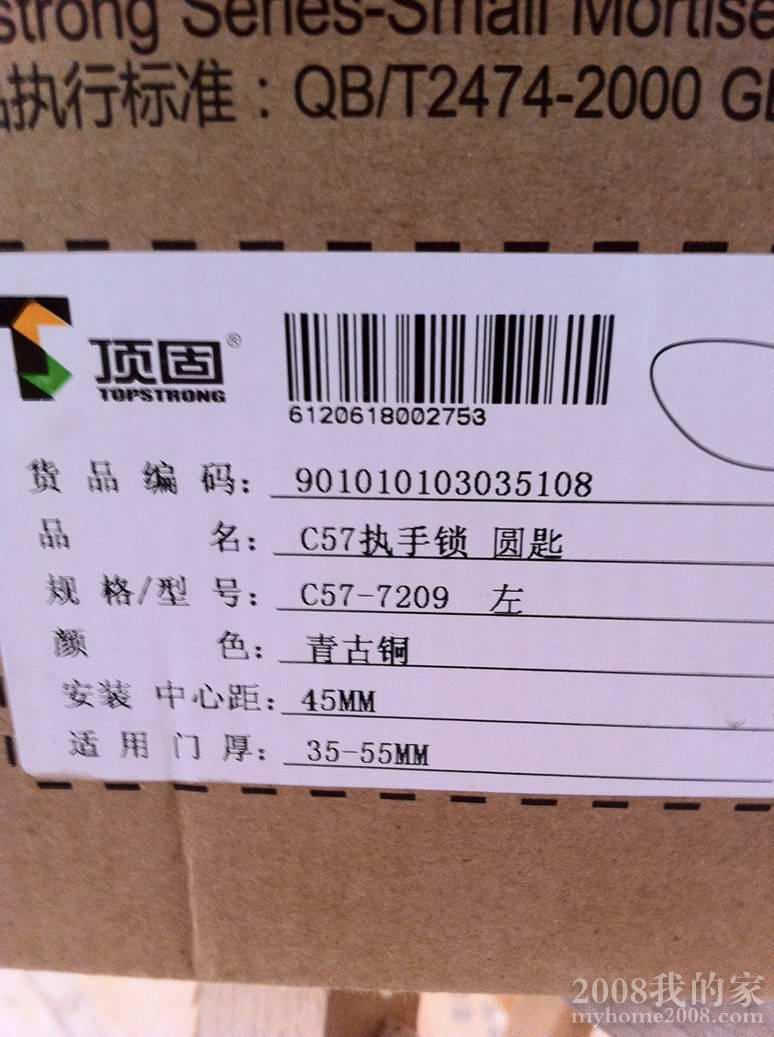 strong Series-Small Mortise
品执行标准：QB/T2474-2000 G
顶固®
TOPSTRONG
6120618002753
货品编码：901010103035108
品名：C57执手锁 圆匙
规格/型号：C57-7209 左
颜色：青古铜
安装中心距：45MM
适用门厚：35-55MM
2008我的家
myhome2008.com